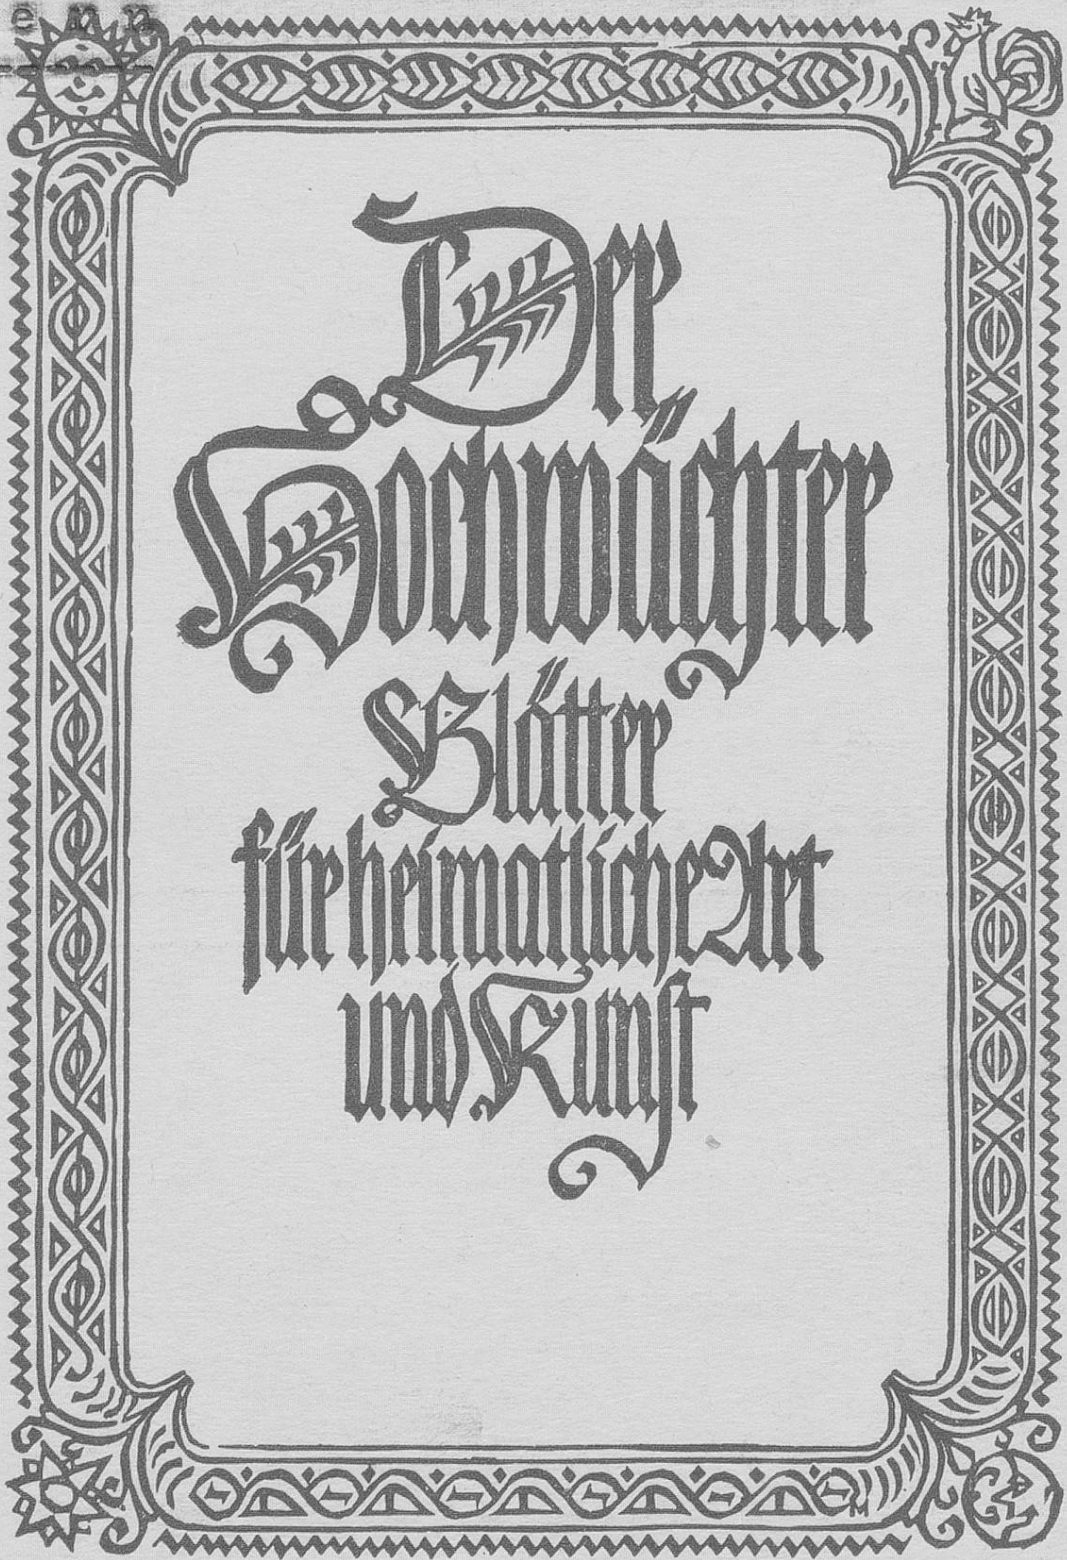 e n n
Der
Hochwächter
Blätter
für heimatliche Art
und Kunst